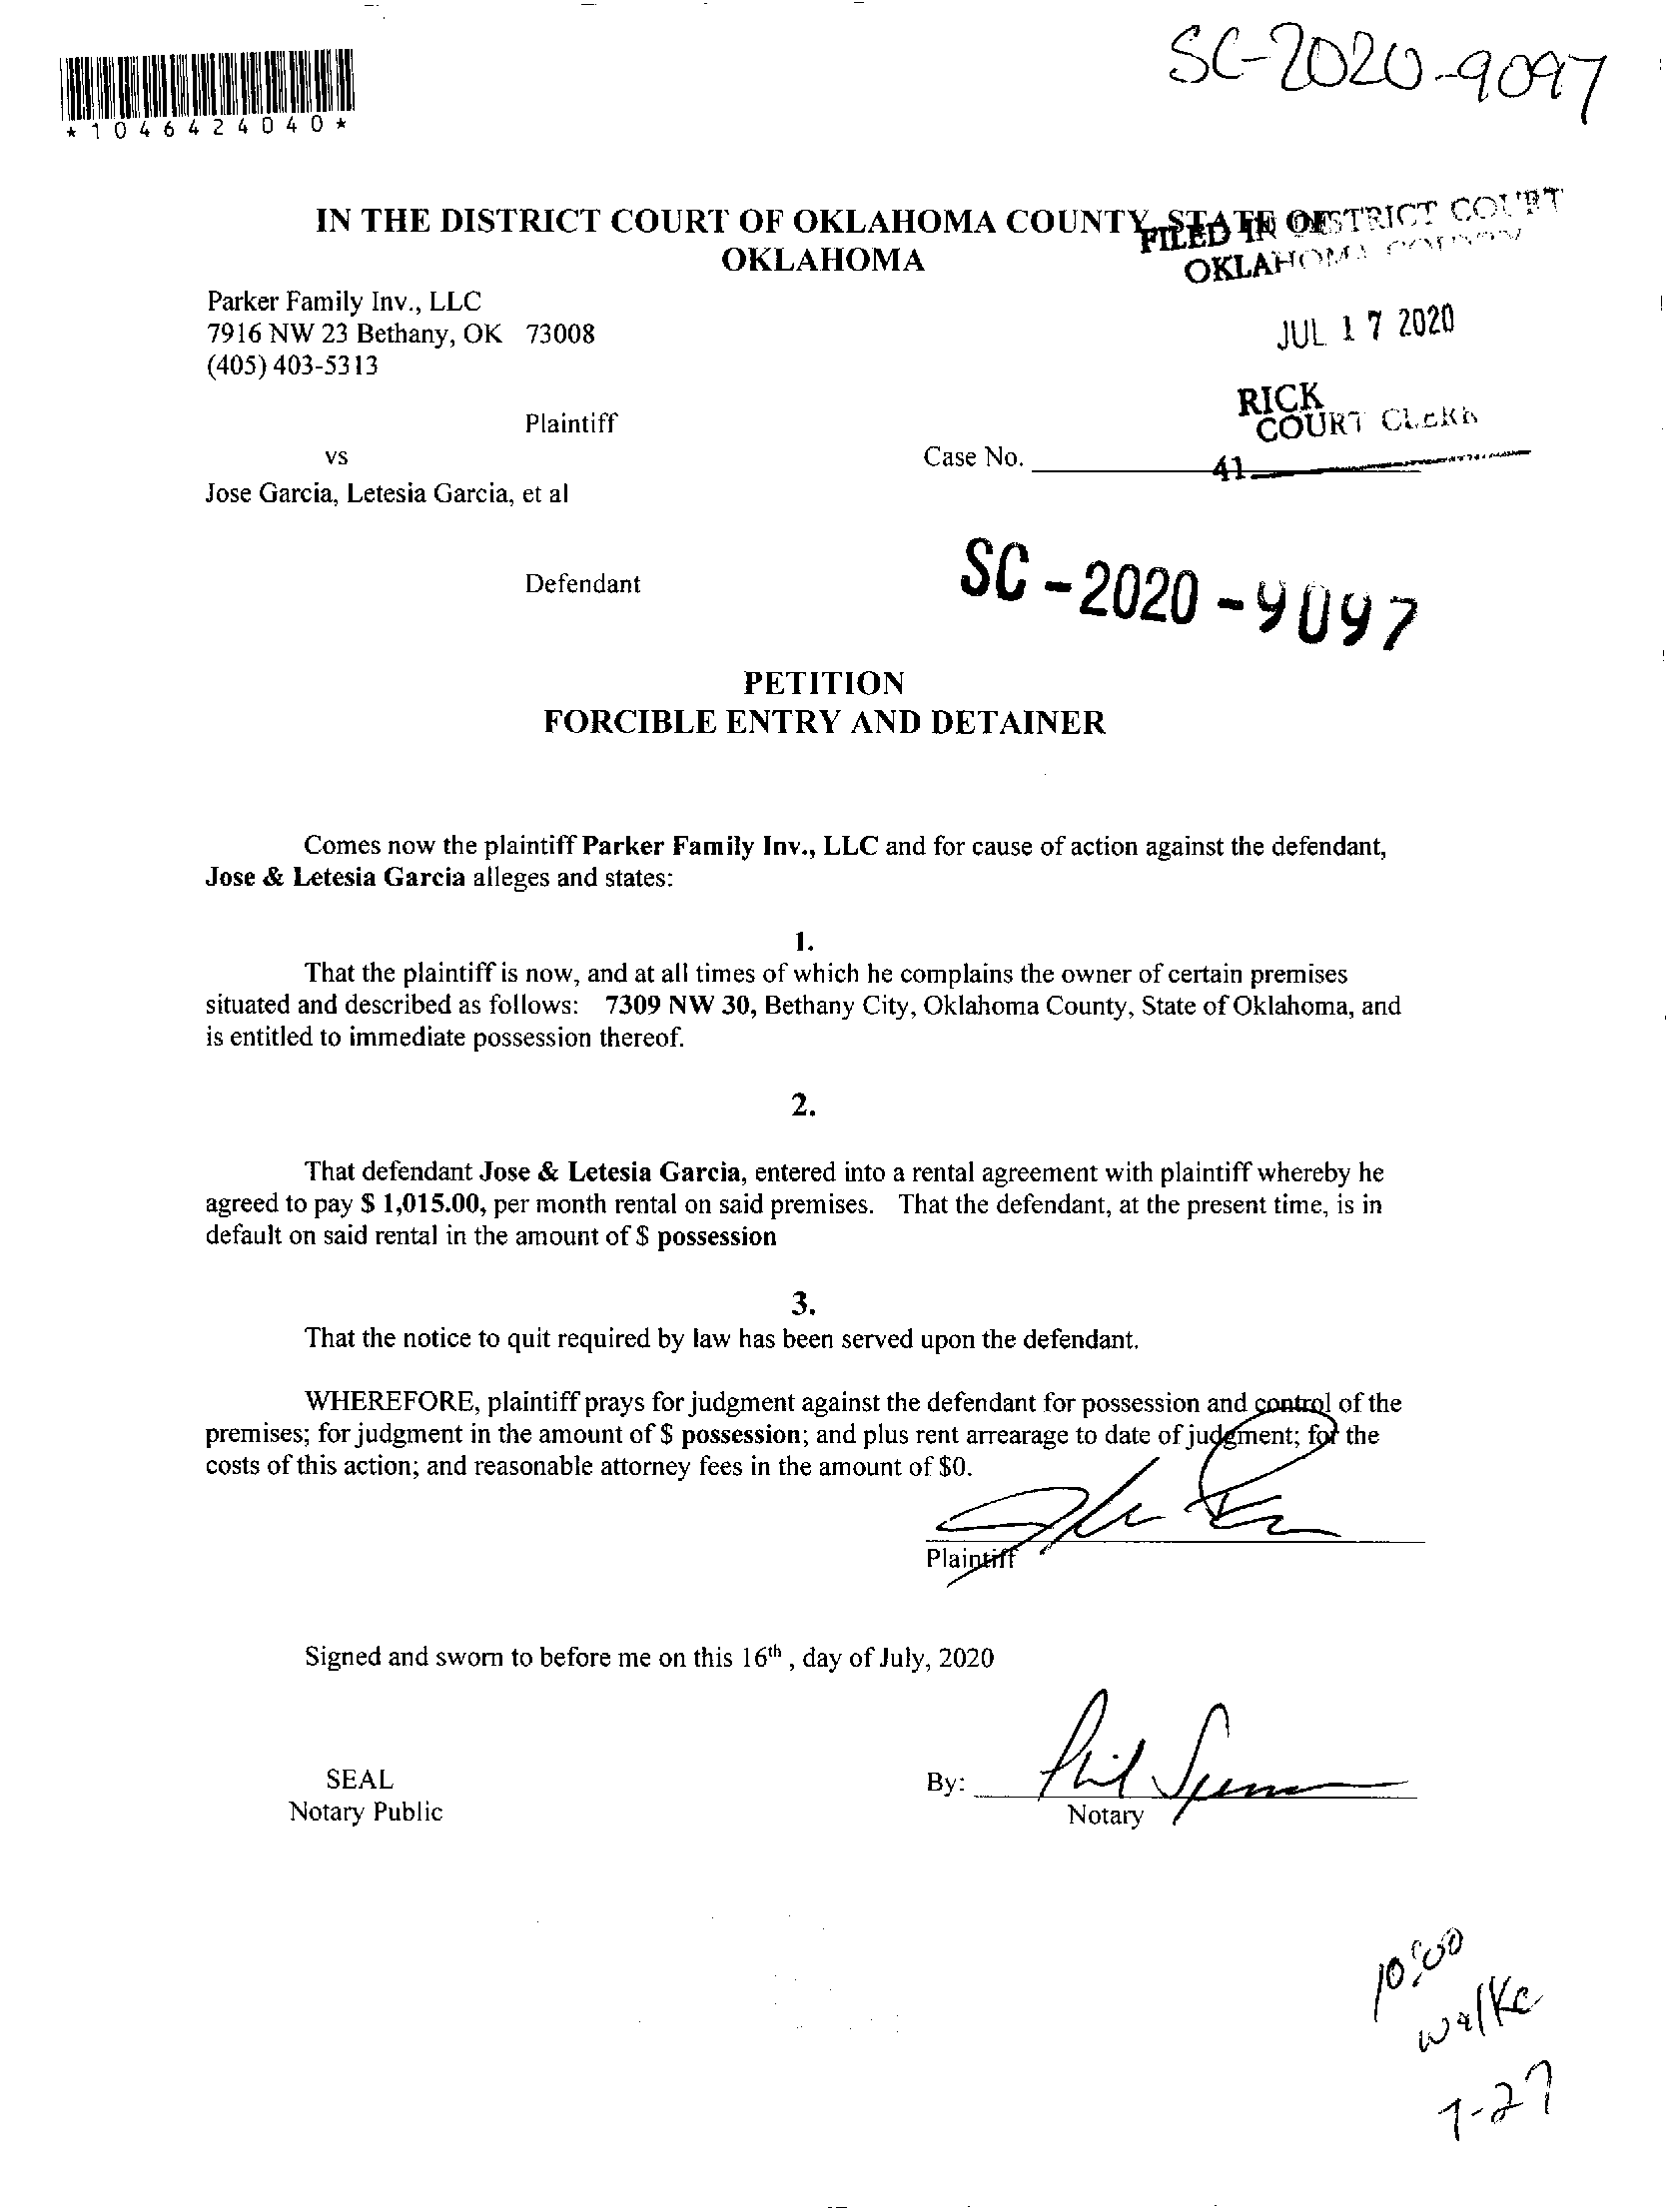 SC-2020-9097
*1046424040*
IN THE DISTRICT COURT OF OKLAHOMA COUNTY, STATE OF
OKLAHOMA
FILED IN DISTRICT COURT
OKLAHOMA COUNTY
Parker Family Inv., LLC
7916 NW 23 Bethany, OK 73008
(405) 403-5313
JUL 17 2020
RICK
COURT CLERK
Plaintiff
vs
Case No.
41
Jose Garcia, Letesia Garcia, et al
Defendant
SC-2020-9097
PETITION
FORCIBLE ENTRY AND DETAINER
Comes now the plaintiff Parker Family Inv., LLC and for cause of action against the defendant,
Jose & Letesia Garcia alleges and states:
1.
That the plaintiff is now, and at all times of which he complains the owner of certain premises
situated and described as follows: 7309 NW 30, Bethany City, Oklahoma County, State of Oklahoma, and
is entitled to immediate possession thereof.
2.
That defendant Jose & Letesia Garcia, entered into a rental agreement with plaintiff whereby he
agreed to pay $ 1,015.00, per month rental on said premises. That the defendant, at the present time, is in
default on said rental in the amount of $ possession
3.
That the notice to quit required by law has been served upon the defendant.
WHEREFORE, plaintiff prays for judgment against the defendant for possession and control of the
premises; for judgment in the amount of $ possession; and plus rent arrearage to date of judgment; for the
costs of this action; and reasonable attorney fees in the amount of $0.
Plaintiff
Signed and sworn to before me on this 16th , day of July, 2020
SEAL
Notary Public
By:
Phil
Notary
10:00
walke
7-27